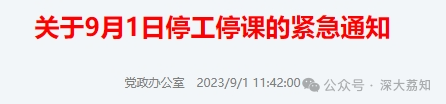 关于9月1日停工停课的紧急通知
党政办公室 2023/9/1 11:42:00
公众号 · 深大荔知